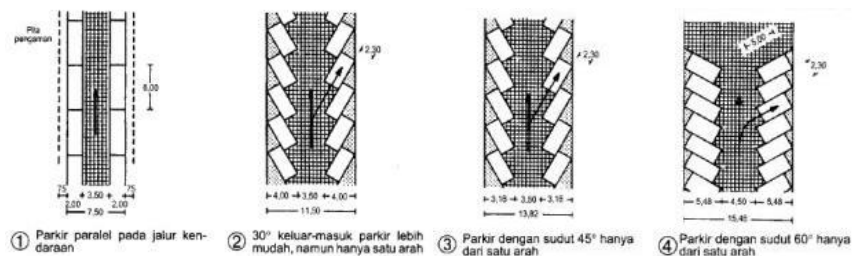 Pita
pengaman
6,00
75
3,50
75
2,00
2,00
7,50
① Parkir paralel pada jalur ken-
daraan
2,30
4,00
3,50
4,00
11,50
② 30° keluar-masuk parkir lebih
mudah, namun hanya satu arah
2,30
3,16
3,50
3,16
13,82
③ Parkir dengan sudut 45° hanya
dari satu arah
5,00
2,30
5,48
4,50
5,48
15,46
④ Parkir dengan sudut 60° hanya
dari satu arah